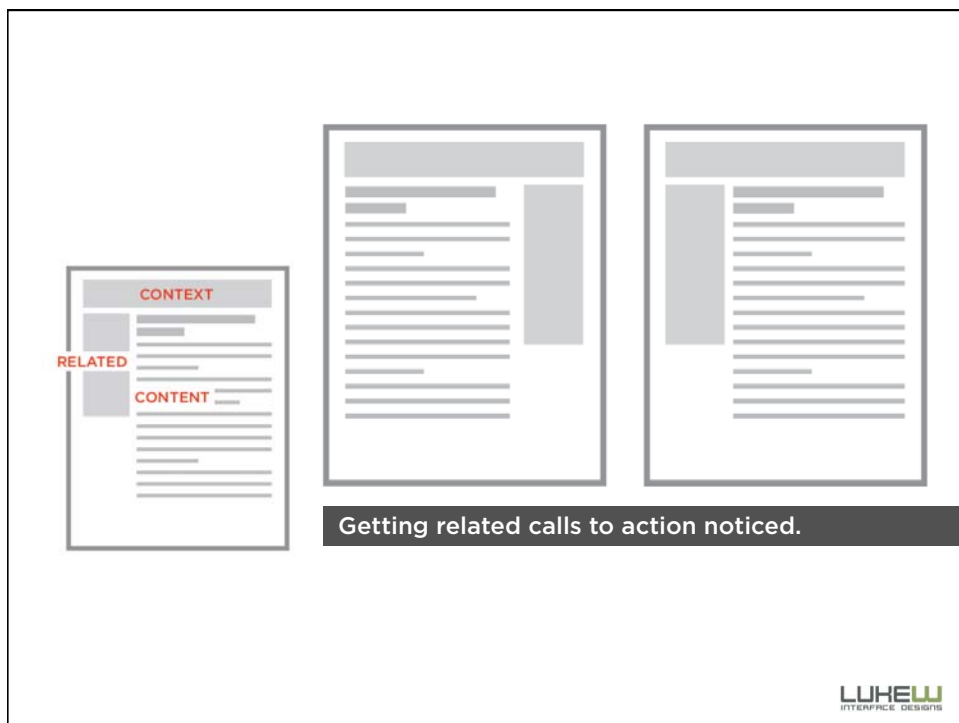 CONTEXT
RELATED
CONTENT
Getting related calls to action noticed.
LUKEW
INTERFACE DESIGNS